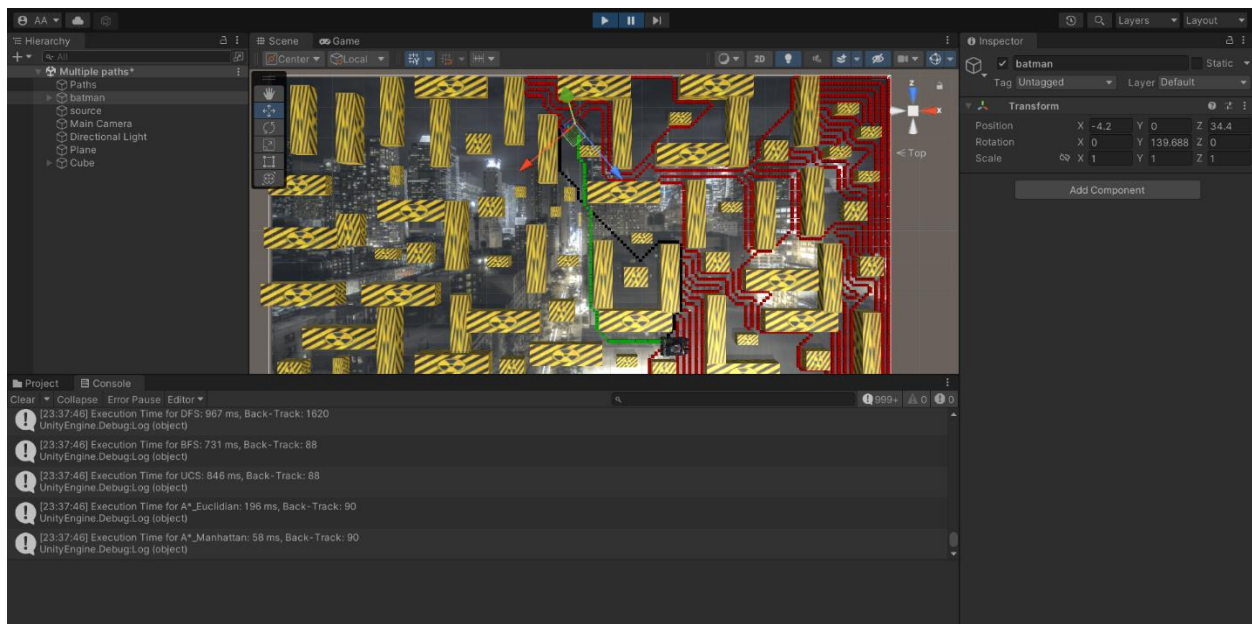 AA
Layers
Layout
Hierarchy
Scene
Game
Inspector
All
Center
Local
2D
batman
Static
Tag Untagged
Layer Default
Multiple paths*
Paths
batman
source
Main Camera
Directional Light
Plane
Cube
z
x
Top
Transform
Position X -4.2 Y 0 Z 34.4
Rotation X 0 Y 139.688 Z 0
Scale X 1 Y 1 Z 1
Add Component
Project
Console
Clear Collapse Error Pause Editor
999+ 0 0
[23:37:46] Execution Time for DFS: 967 ms, Back-Track: 1620
UnityEngine.Debug:Log (object)
[23:37:46] Execution Time for BFS: 731 ms, Back-Track: 88
UnityEngine.Debug:Log (object)
[23:37:46] Execution Time for UCS: 846 ms, Back-Track: 88
UnityEngine.Debug:Log (object)
[23:37:46] Execution Time for A*_Euclidian: 196 ms, Back-Track: 90
UnityEngine.Debug:Log (object)
[23:37:46] Execution Time for A*_Manhattan: 58 ms, Back-Track: 90
UnityEngine.Debug:Log (object)